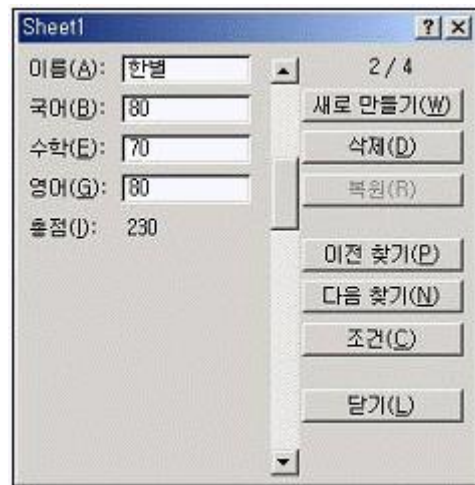 Sheet1
이름(A): 한별
국어(B): 80
수학(E): 70
영어(G): 80
총점(I): 230
2 / 4
새로 만들기(W)
삭제(D)
복원(R)
이전 찾기(P)
다음 찾기(N)
조건(C)
닫기(L)